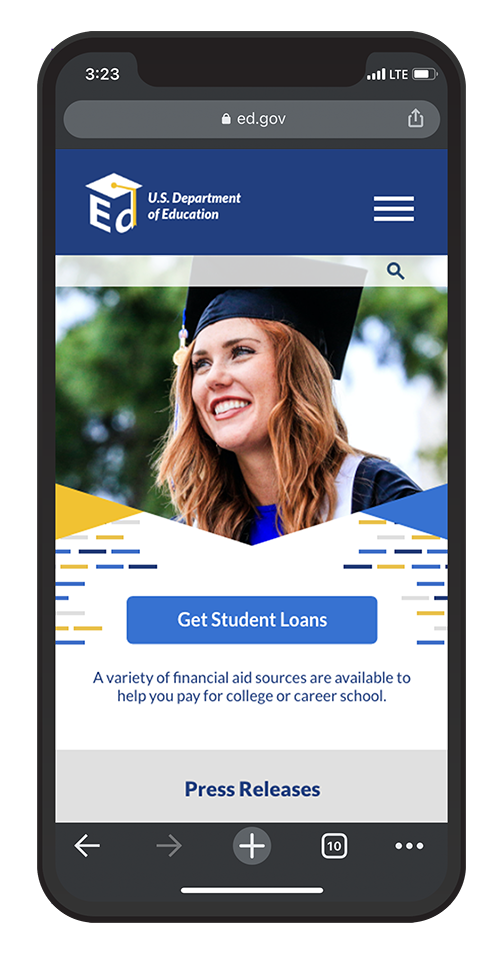 3:23
LTE
ed.gov
Ed
U.S. Department
of Education
Get Student Loans
A variety of financial aid sources are available to
help you pay for college or career school.
Press Releases
10